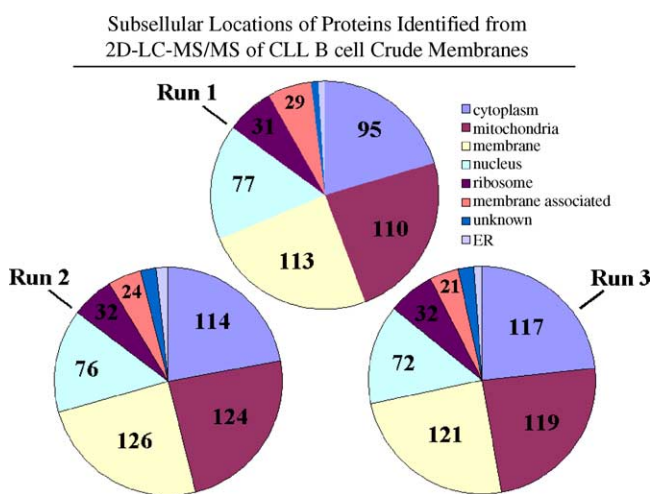 Subsellular Locations of Proteins Identified from
2D-LC-MS/MS of CLL B cell Crude Membranes
Run 1
29
31
95
77
110
113
cytoplasm
mitochondria
membrane
nucleus
ribosome
membrane associated
unknown
ER
Run 2
24
32
114
76
124
126
Run 3
21
32
117
72
119
121